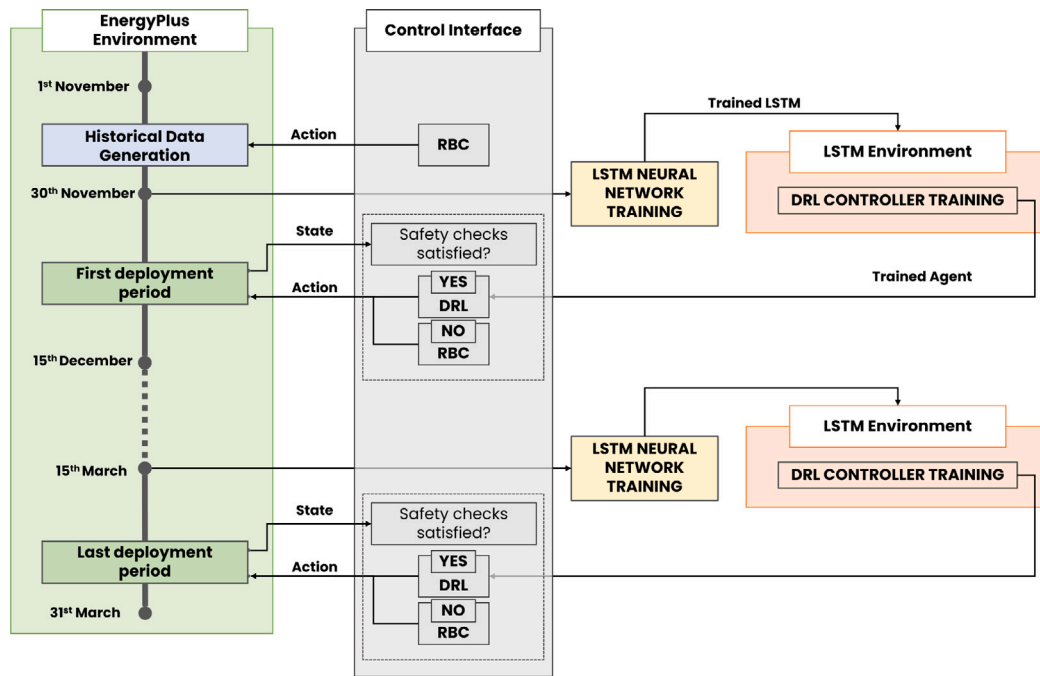 EnergyPlus
Environment
Control Interface
1st November
Trained LSTM
Historical Data
Generation
Action
RBC
LSTM Environment
30th November
LSTM NEURAL
NETWORK
TRAINING
DRL CONTROLLER TRAINING
State
Safety checks
satisfied?
First deployment
period
Action
YES
DRL
Trained Agent
NO
RBC
15th December
LSTM Environment
15th March
LSTM NEURAL
NETWORK
TRAINING
DRL CONTROLLER TRAINING
State
Safety checks
satisfied?
Last deployment
period
Action
YES
DRL
NO
RBC
31st March